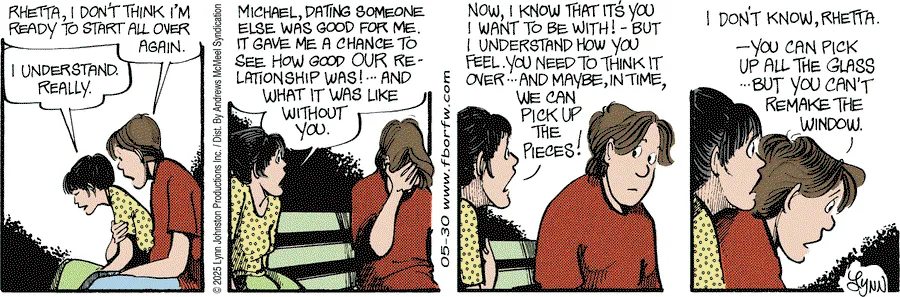 RHETTA, I DON'T THINK I'M
READY TO START ALL OVER
AGAIN.
I UNDERSTAND.
REALLY.
© 2025 Lynn Johnston Productions Inc. / Dist. By Andrews McMeel Syndication
MICHAEL, DATING SOMEONE
ELSE WAS GOOD FOR ME.
IT GAVE ME A CHANCE TO
SEE HOW GOOD OUR RE-
LATIONSHIP WAS!··· AND
WHAT IT WAS LIKE
WITHOUT
YOU.
05-30 www.fborfw.com
NOW, I KNOW THAT IT'S YOU
I WANT TO BE WITH! - BUT
I UNDERSTAND HOW YOU
FEEL. YOU NEED TO THINK IT
OVER ··· AND MAYBE, IN TIME,
WE CAN
PICK UP
THE
PIECES!
I DON'T KNOW, RHETTA.
—YOU CAN PICK
UP ALL THE GLASS
...BUT YOU CAN'T
REMAKE THE
WINDOW.
LYNN